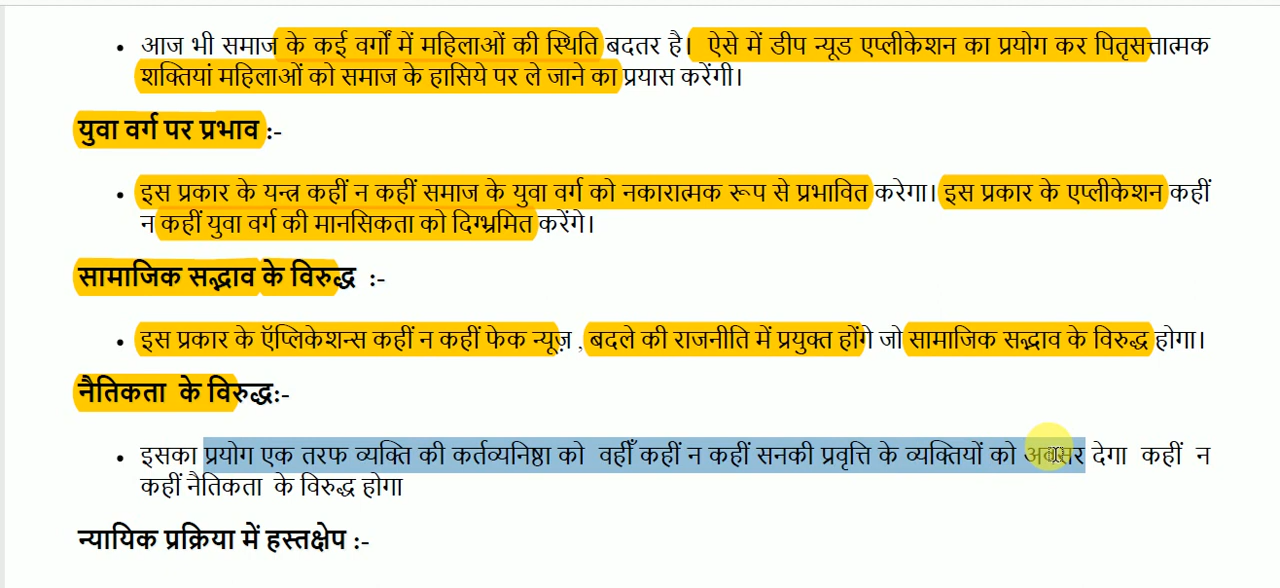 • आज भी समाज के कई वर्गों में महिलाओं की स्थिति बदतर है। ऐसे में डीप न्यूड एप्लीकेशन का प्रयोग कर पितृसत्तात्मक
शक्तियां महिलाओं को समाज के हासिये पर ले जाने का प्रयास करेंगी।
युवा वर्ग पर प्रभाव :-
• इस प्रकार के यन्त्र कहीं न कहीं समाज के युवा वर्ग को नकारात्मक रूप से प्रभावित करेगा। इस प्रकार के एप्लीकेशन कहीं
न कहीं युवा वर्ग की मानसिकता को दिग्भ्रमित करेंगे।
सामाजिक सद्भाव के विरुद्ध :-
• इस प्रकार के ऍप्लिकेशन्स कहीं न कहीं फेक न्यूज़ , बदले की राजनीति में प्रयुक्त होंगे जो सामाजिक सद्भाव के विरुद्ध होगा।
नैतिकता के विरुद्ध:-
• इसका प्रयोग एक तरफ व्यक्ति की कर्तव्यनिष्ठा को वहीँ कहीं न कहीं सनकी प्रवृत्ति के व्यक्तियों को अवसर देगा कहीं न
कहीं नैतिकता के विरुद्ध होगा
न्यायिक प्रक्रिया में हस्तक्षेप :-